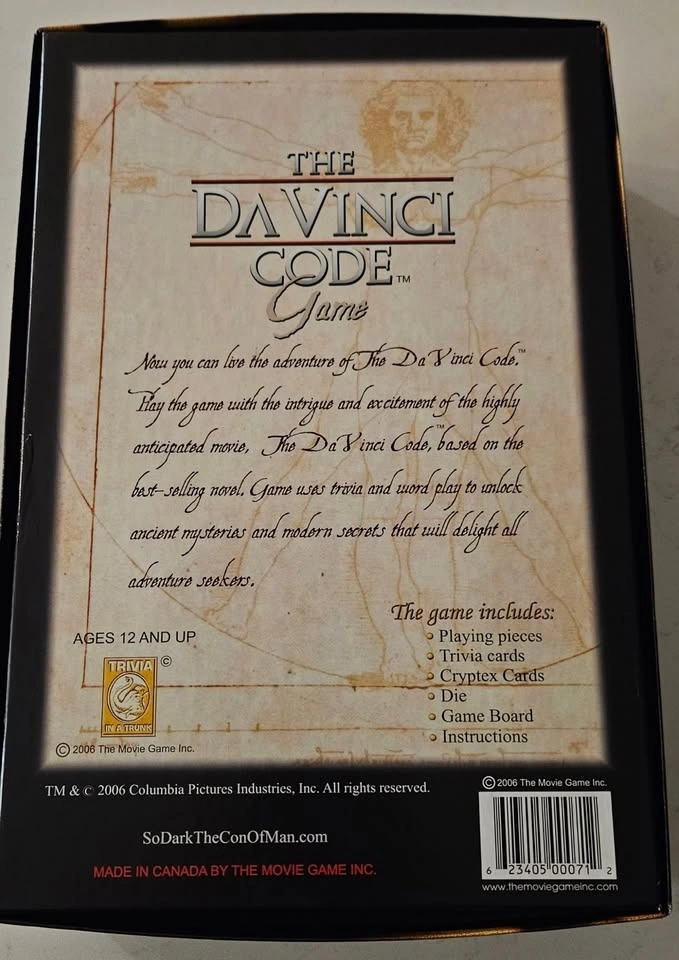 THE
DA VINCI
CODE™
Game
Now you can live the adventure of The Da Vinci Code.™
Play the game with the intrigue and excitement of the highly
anticipated movie, The Da Vinci Code,™ based on the
best-selling novel. Game uses trivia and word play to unlock
ancient mysteries and modern secrets that will delight all
adventure seekers.
The game includes:
• Playing pieces
• Trivia cards
• Cryptex Cards
• Die
• Game Board
• Instructions
AGES 12 AND UP
TRIVIA ©
IN A TRUNK
© 2006 The Movie Game Inc.
TM & © 2006 Columbia Pictures Industries, Inc. All rights reserved.
SoDarkTheConOfMan.com
MADE IN CANADA BY THE MOVIE GAME INC.
© 2006 The Movie Game Inc.
6 23405 00071 2
www.themoviegameinc.com